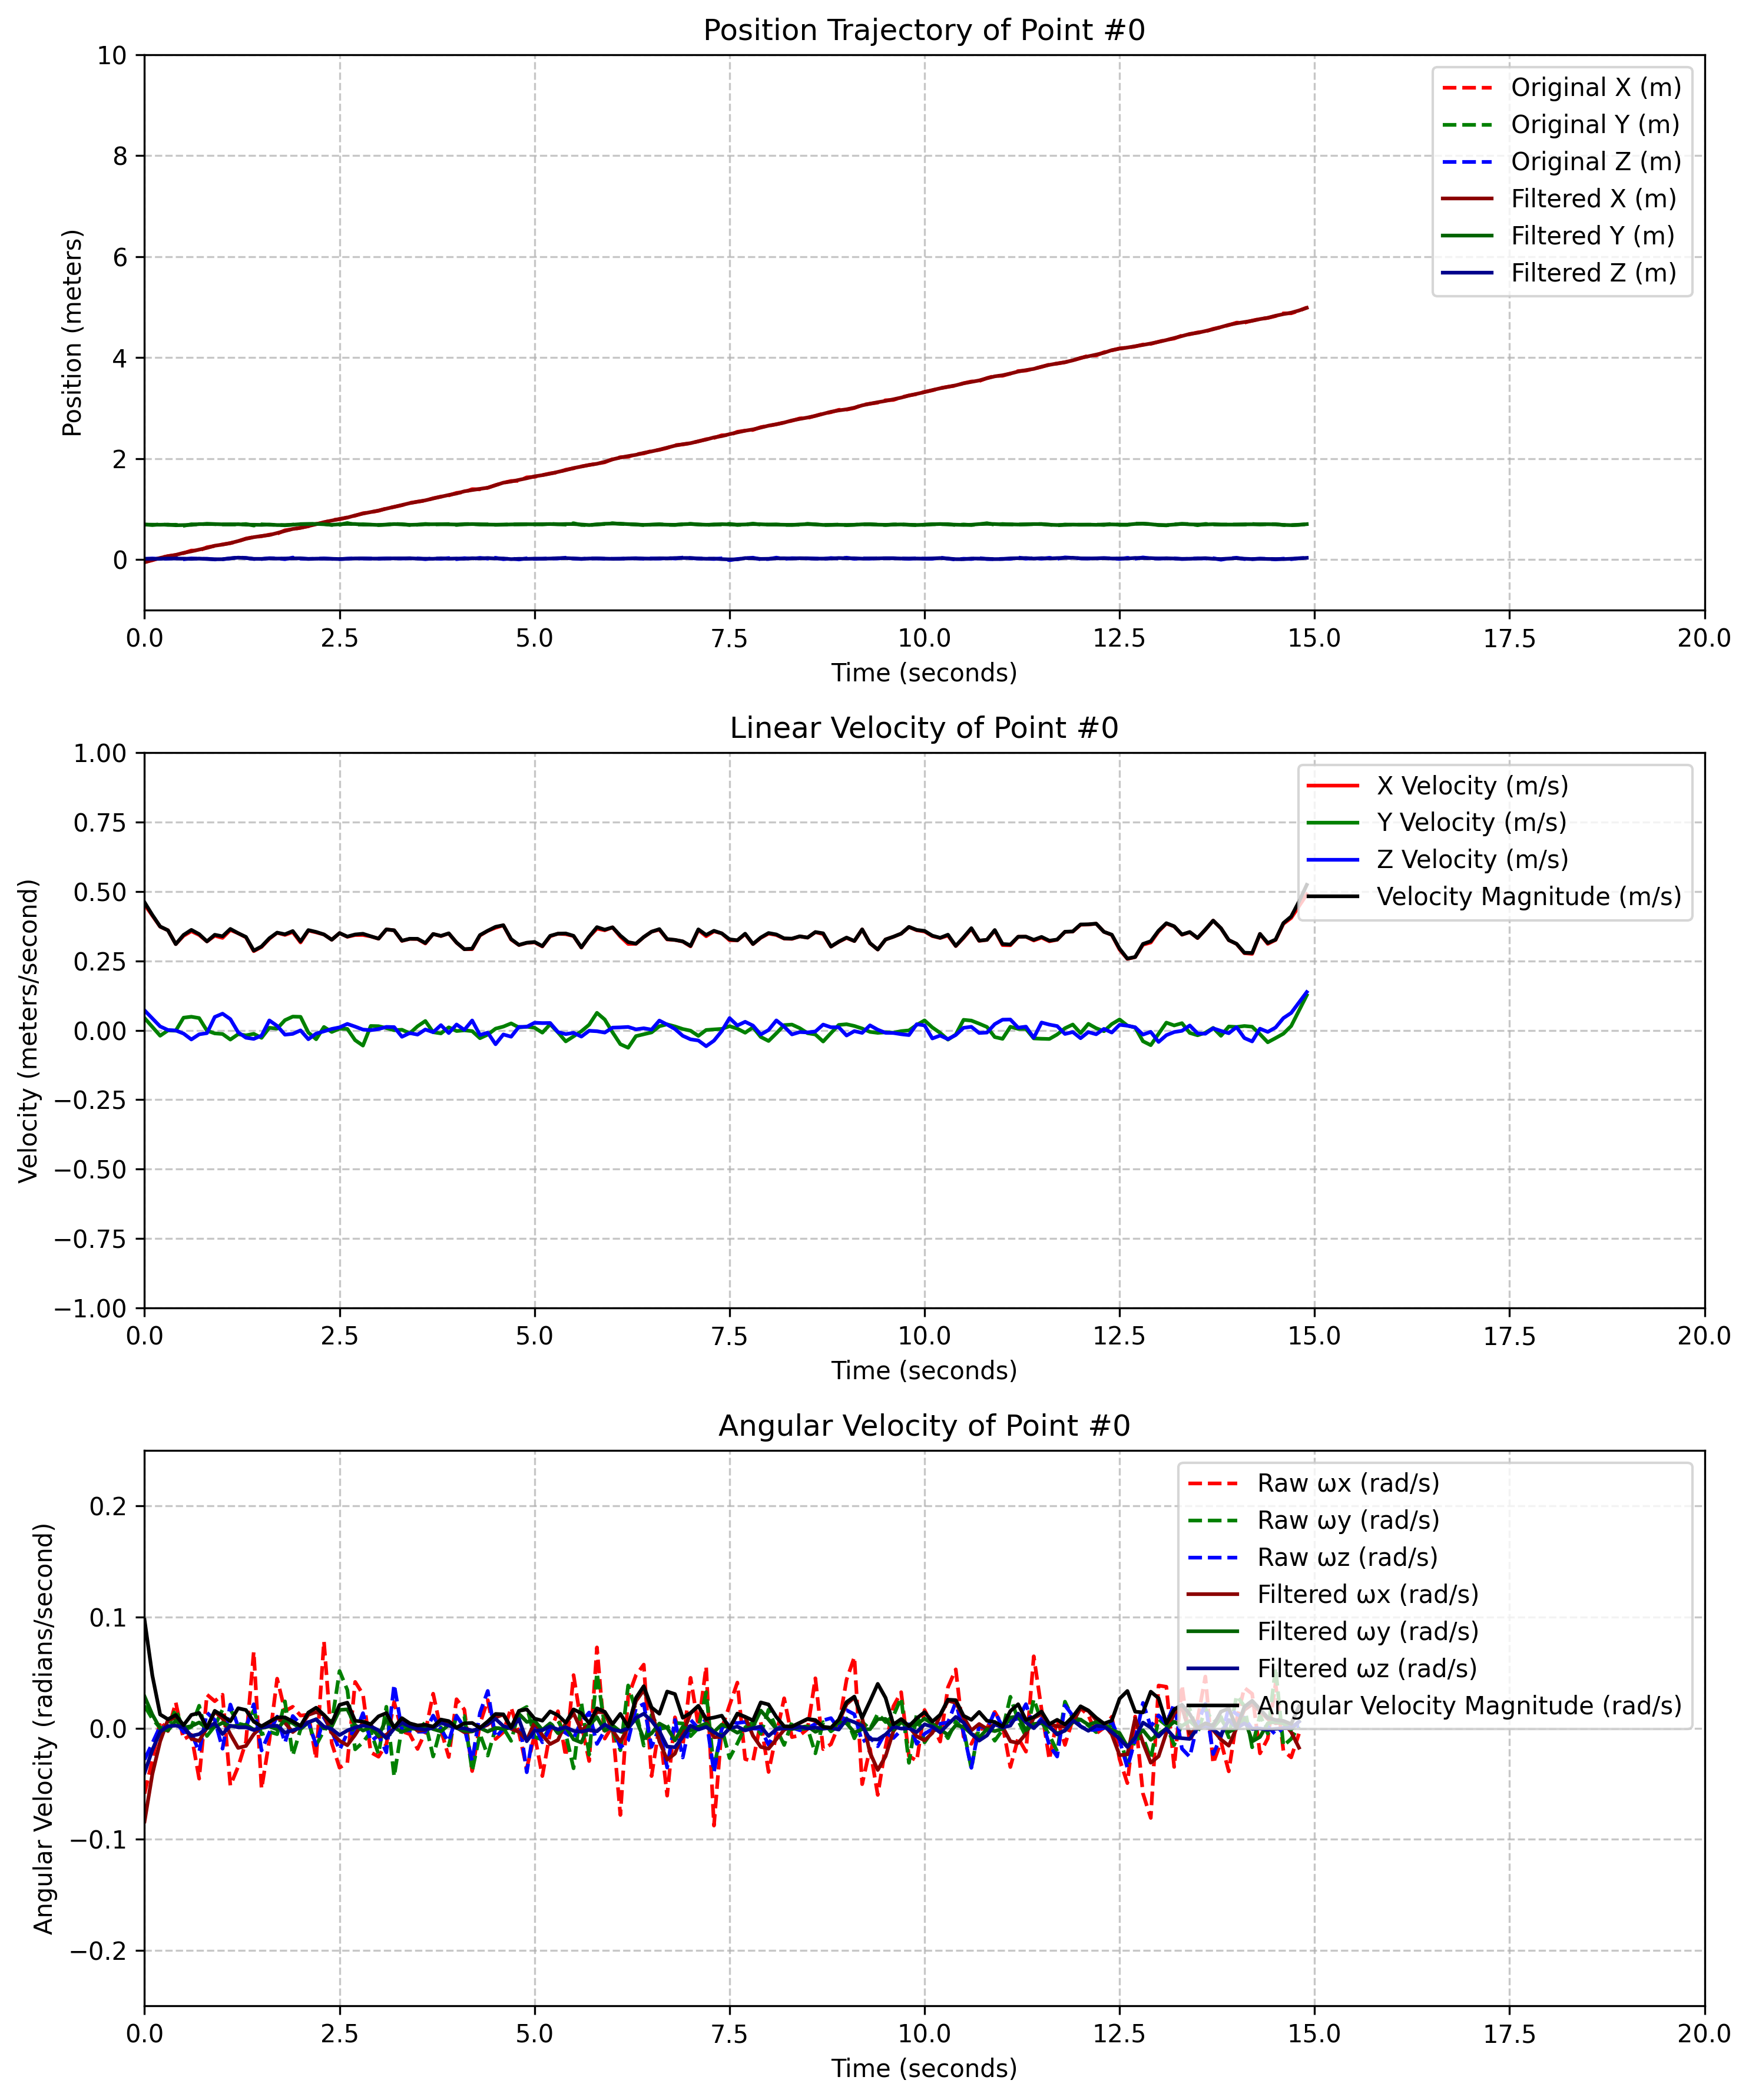 Position Trajectory of Point #0
10
8
6
4
2
0
Position (meters)
Original X (m)
Original Y (m)
Original Z (m)
Filtered X (m)
Filtered Y (m)
Filtered Z (m)
0.0 2.5 5.0 7.5 10.0 12.5 15.0 17.5 20.0
Time (seconds)
Linear Velocity of Point #0
1.00
0.75
0.50
0.25
0.00
−0.25
−0.50
−0.75
−1.00
Velocity (meters/second)
X Velocity (m/s)
Y Velocity (m/s)
Z Velocity (m/s)
Velocity Magnitude (m/s)
0.0 2.5 5.0 7.5 10.0 12.5 15.0 17.5 20.0
Time (seconds)
Angular Velocity of Point #0
0.2
0.1
0.0
−0.1
−0.2
Angular Velocity (radians/second)
Raw ωx (rad/s)
Raw ωy (rad/s)
Raw ωz (rad/s)
Filtered ωx (rad/s)
Filtered ωy (rad/s)
Filtered ωz (rad/s)
Angular Velocity Magnitude (rad/s)
0.0 2.5 5.0 7.5 10.0 12.5 15.0 17.5 20.0
Time (seconds)